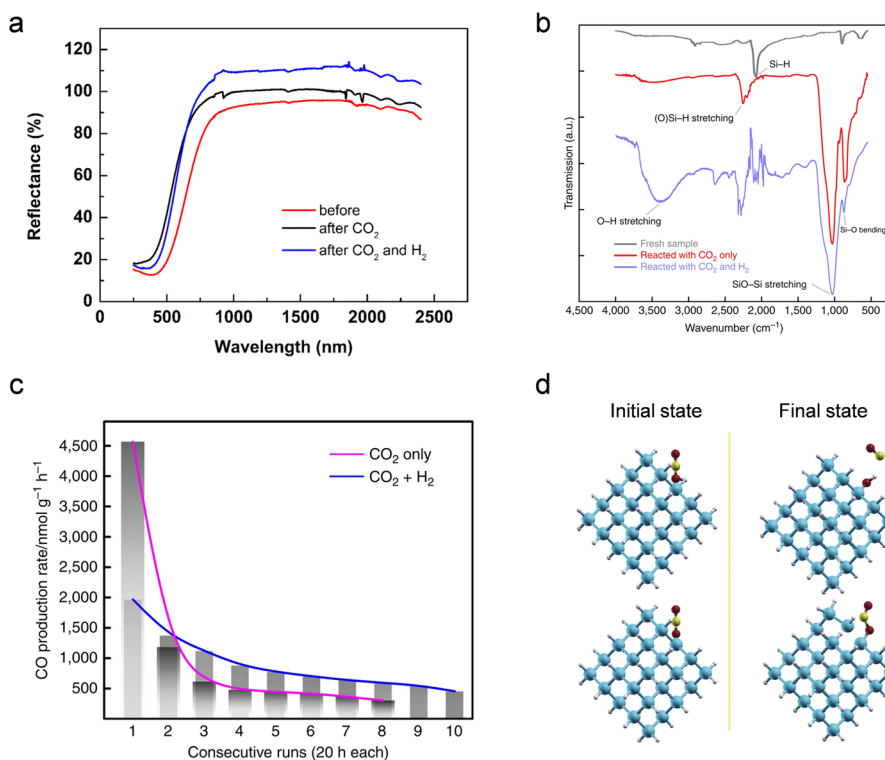 a
120
100
80
60
40
20
0
Reflectance (%)
before
after CO₂
after CO₂ and H₂
0
500
1000
1500
2000
2500
Wavelength (nm)
b
Transmission (a.u.)
Si–H
(O)Si–H stretching
O–H stretching
Si–O bending
SiO–Si stretching
Fresh sample
Reacted with CO₂ only
Reacted with CO₂ and H₂
4,500
4,000
3,500
3,000
2,500
2,000
1,500
1,000
500
Wavenumber (cm⁻¹)
c
CO production rate/nmol g⁻¹ h⁻¹
4,500
4,000
3,500
3,000
2,500
2,000
1,500
1,000
500
CO₂ only
CO₂ + H₂
1 2 3 4 5 6 7 8 9 10
Consecutive runs (20 h each)
d
Initial state
Final state